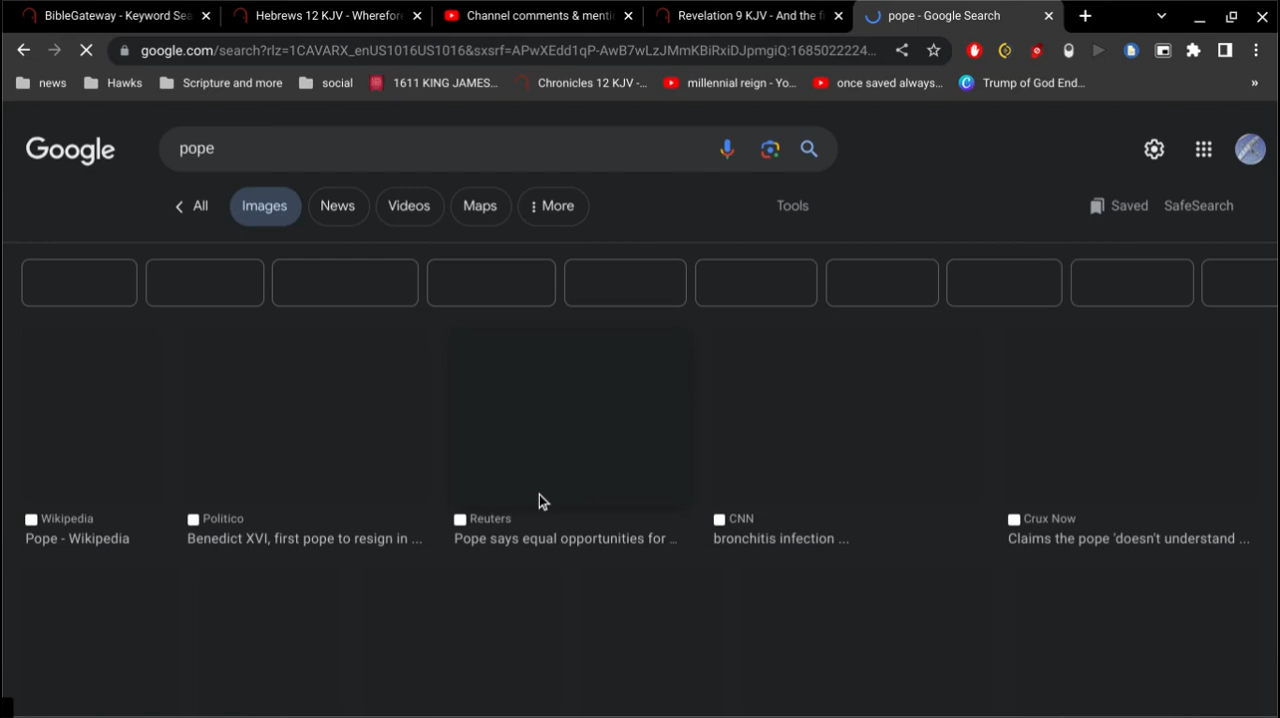 BibleGateway - Keyword Sea
Hebrews 12 KJV - Wherefore
Channel comments & menti
Revelation 9 KJV - And the fi
pope - Google Search
google.com/search?rlz=1CAVARX_enUS1016US1016&sxsrf=APwXEdd1qP-AwB7wLzJMmKBiRxiDJpmgiQ:1685022224...
news
Hawks
Scripture and more
social
1611 KING JAMES...
Chronicles 12 KJV -...
millennial reign - Yo...
once saved always...
Trump of God End...
»
Google
pope
All
Images
News
Videos
Maps
More
Tools
Saved
SafeSearch
Wikipedia
Pope - Wikipedia
Politico
Benedict XVI, first pope to resign in ...
Reuters
Pope says equal opportunities for ...
CNN
bronchitis infection ...
Crux Now
Claims the pope 'doesn't understand ...